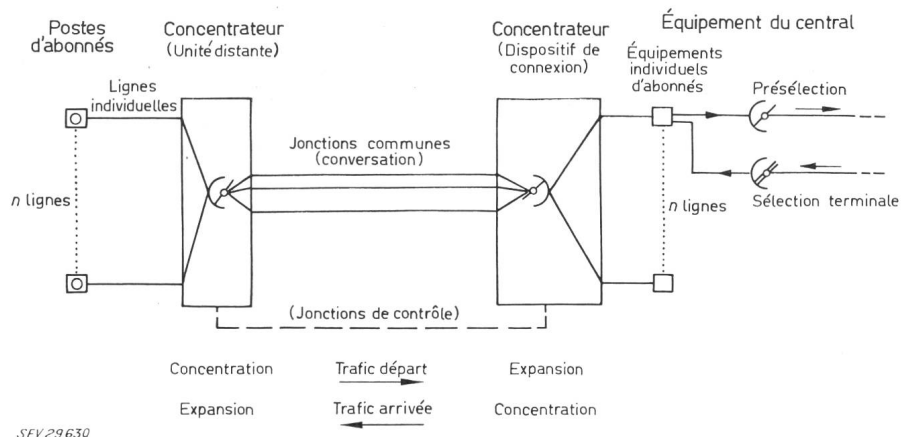 Postes
d'abonnés
Concentrateur
(Unité distante)
Concentrateur
(Dispositif de
connexion)
Équipement du central
Équipements
individuels
d'abonnés
Lignes
individuelles
Présélection
Jonctions communes
(conversation)
n lignes
n lignes
Sélection terminale
(Jonctions de contrôle)
Concentration
Trafic départ
Expansion
Expansion
Trafic arrivée
Concentration
SEV 29630